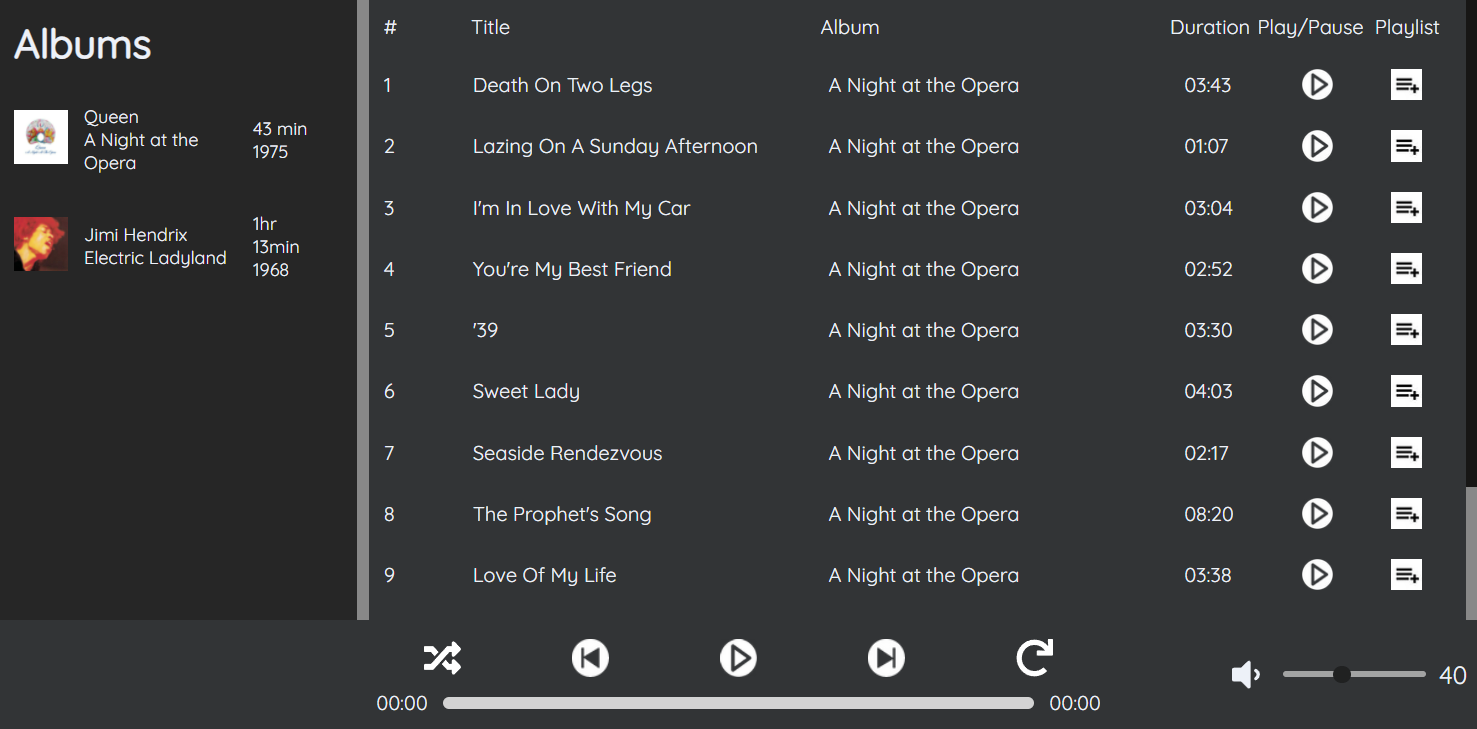 Albums
Queen
A Night at the
Opera
43 min
1975
Jimi Hendrix
Electric Ladyland
1hr
13min
1968
# Title Album Duration Play/Pause Playlist
1 Death On Two Legs A Night at the Opera 03:43
2 Lazing On A Sunday Afternoon A Night at the Opera 01:07
3 I'm In Love With My Car A Night at the Opera 03:04
4 You're My Best Friend A Night at the Opera 02:52
5 '39 A Night at the Opera 03:30
6 Sweet Lady A Night at the Opera 04:03
7 Seaside Rendezvous A Night at the Opera 02:17
8 The Prophet's Song A Night at the Opera 08:20
9 Love Of My Life A Night at the Opera 03:38
00:00 00:00
40